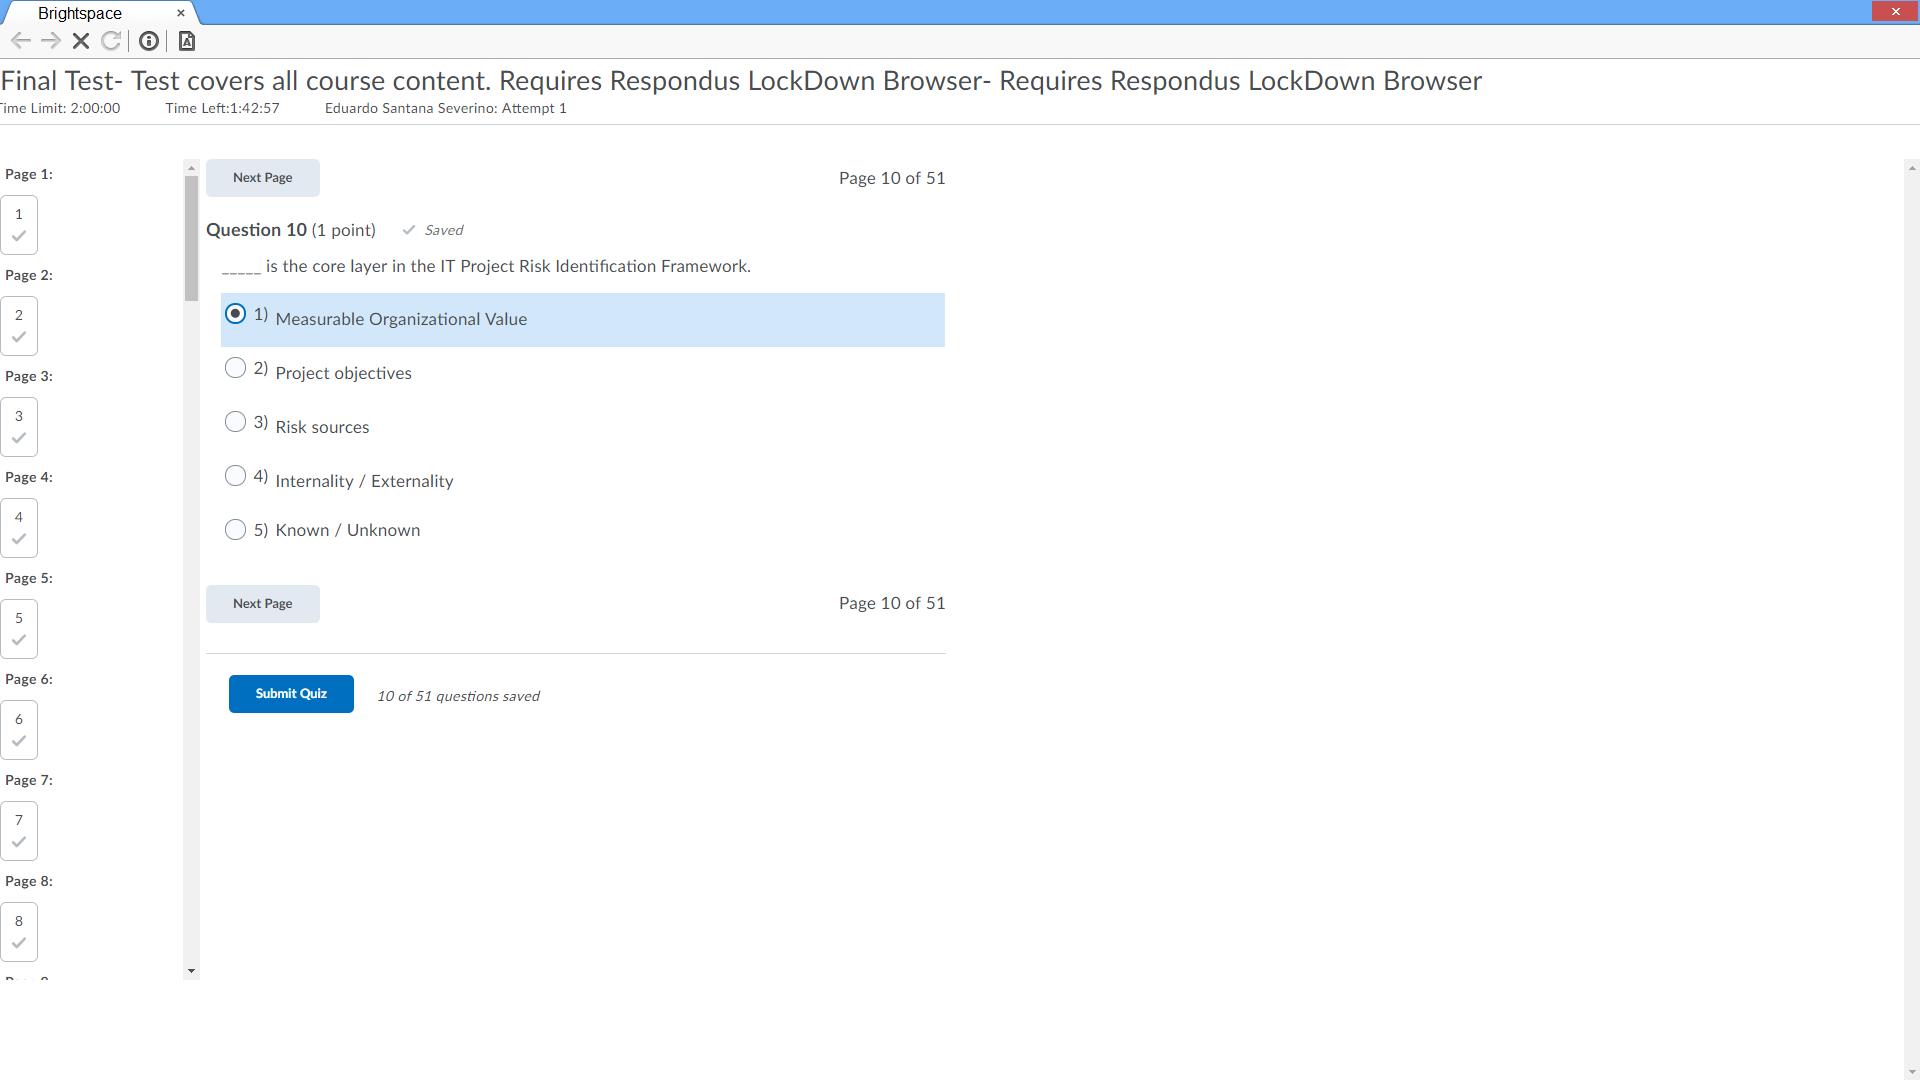 Brightspace
Final Test- Test covers all course content. Requires Respondus LockDown Browser- Requires Respondus LockDown Browser
Time Limit: 2:00:00 Time Left:1:42:57 Eduardo Santana Severino: Attempt 1
Page 1:
1
Page 2:
2
Page 3:
3
Page 4:
4
Page 5:
5
Page 6:
6
Page 7:
7
Page 8:
8
Next Page Page 10 of 51
Question 10 (1 point) Saved
_____ is the core layer in the IT Project Risk Identification Framework.
1) Measurable Organizational Value
2) Project objectives
3) Risk sources
4) Internality / Externality
5) Known / Unknown
Next Page Page 10 of 51
Submit Quiz 10 of 51 questions saved